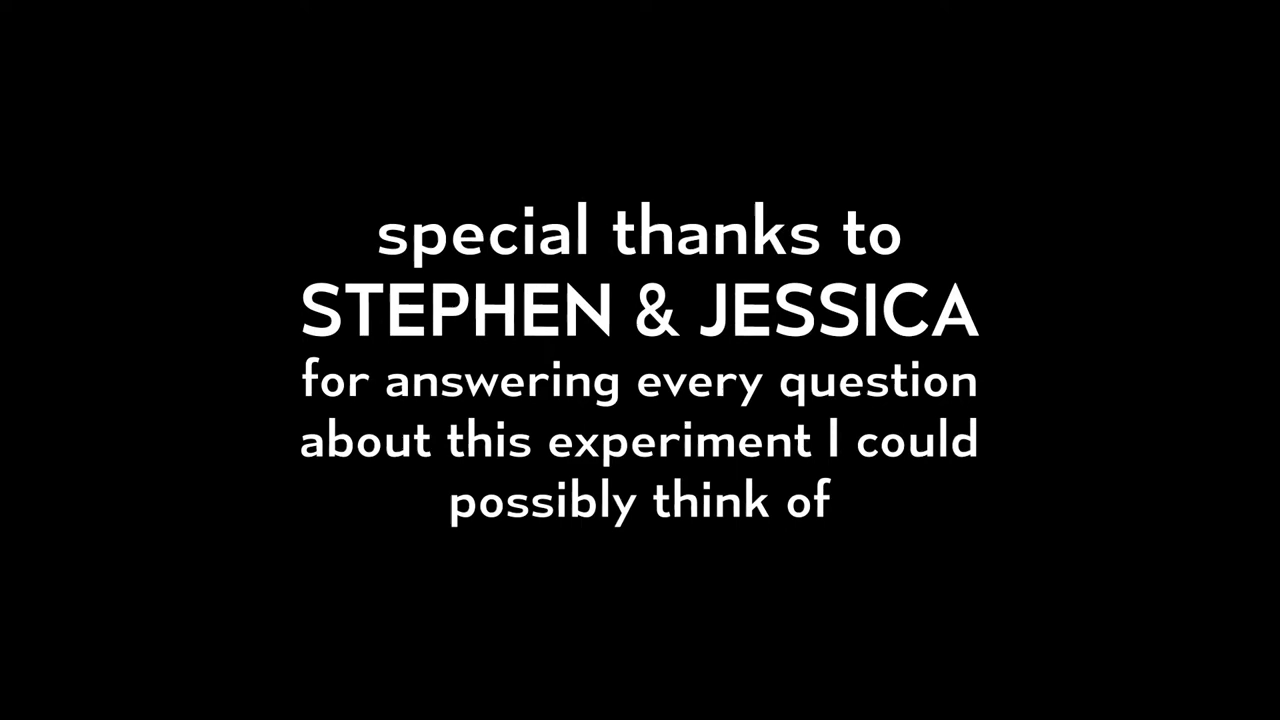 special thanks to
STEPHEN & JESSICA
for answering every question
about this experiment I could
possibly think of